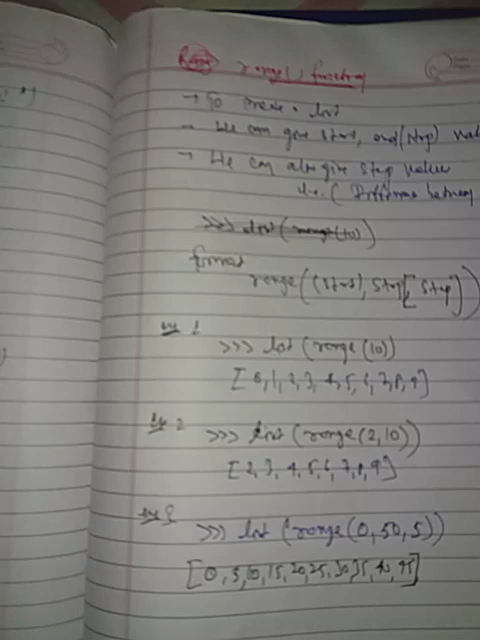 range() function
→ To create a list
→ We can give start, end (stop) val
→ We can also give step value
i.e. ( Difference between
>>> list (range(10)
format
range ((start), stop [step])
ex 1
>>> list (range (10))
[0,1,2,3,4,5,6,7,8,9]
ex 2
>>> list (range (2,10))
[2,3,4,5,6,7,8,9]
ex 3
>>> list (range(0,50,5))
[0,5,10,15,20,25,30,35,40,45]